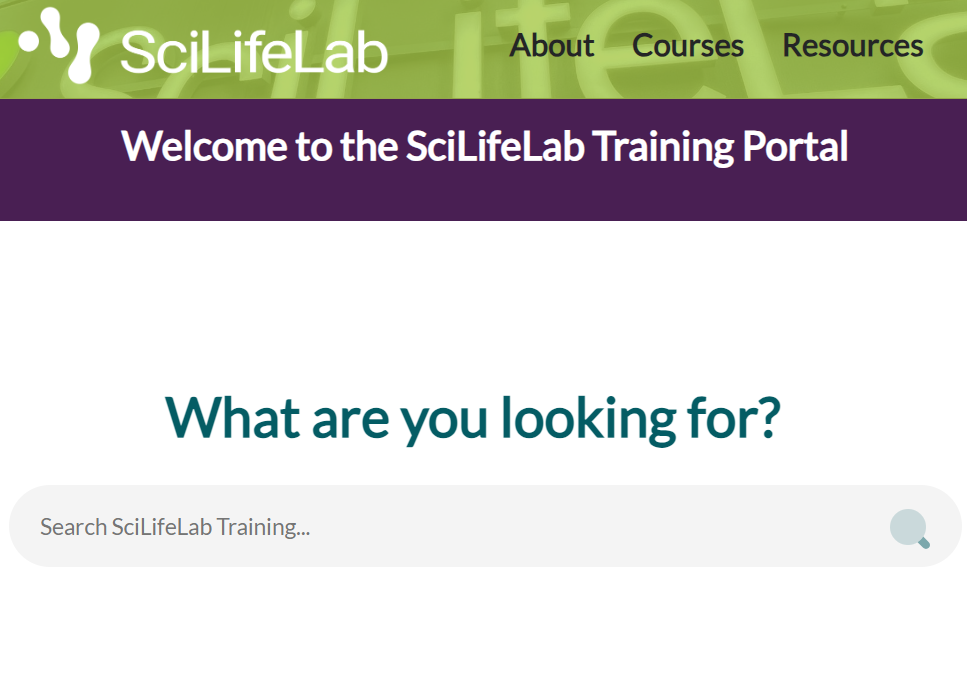 SciLifeLab
About Courses Resources
Welcome to the SciLifeLab Training Portal
What are you looking for?
Search SciLifeLab Training...